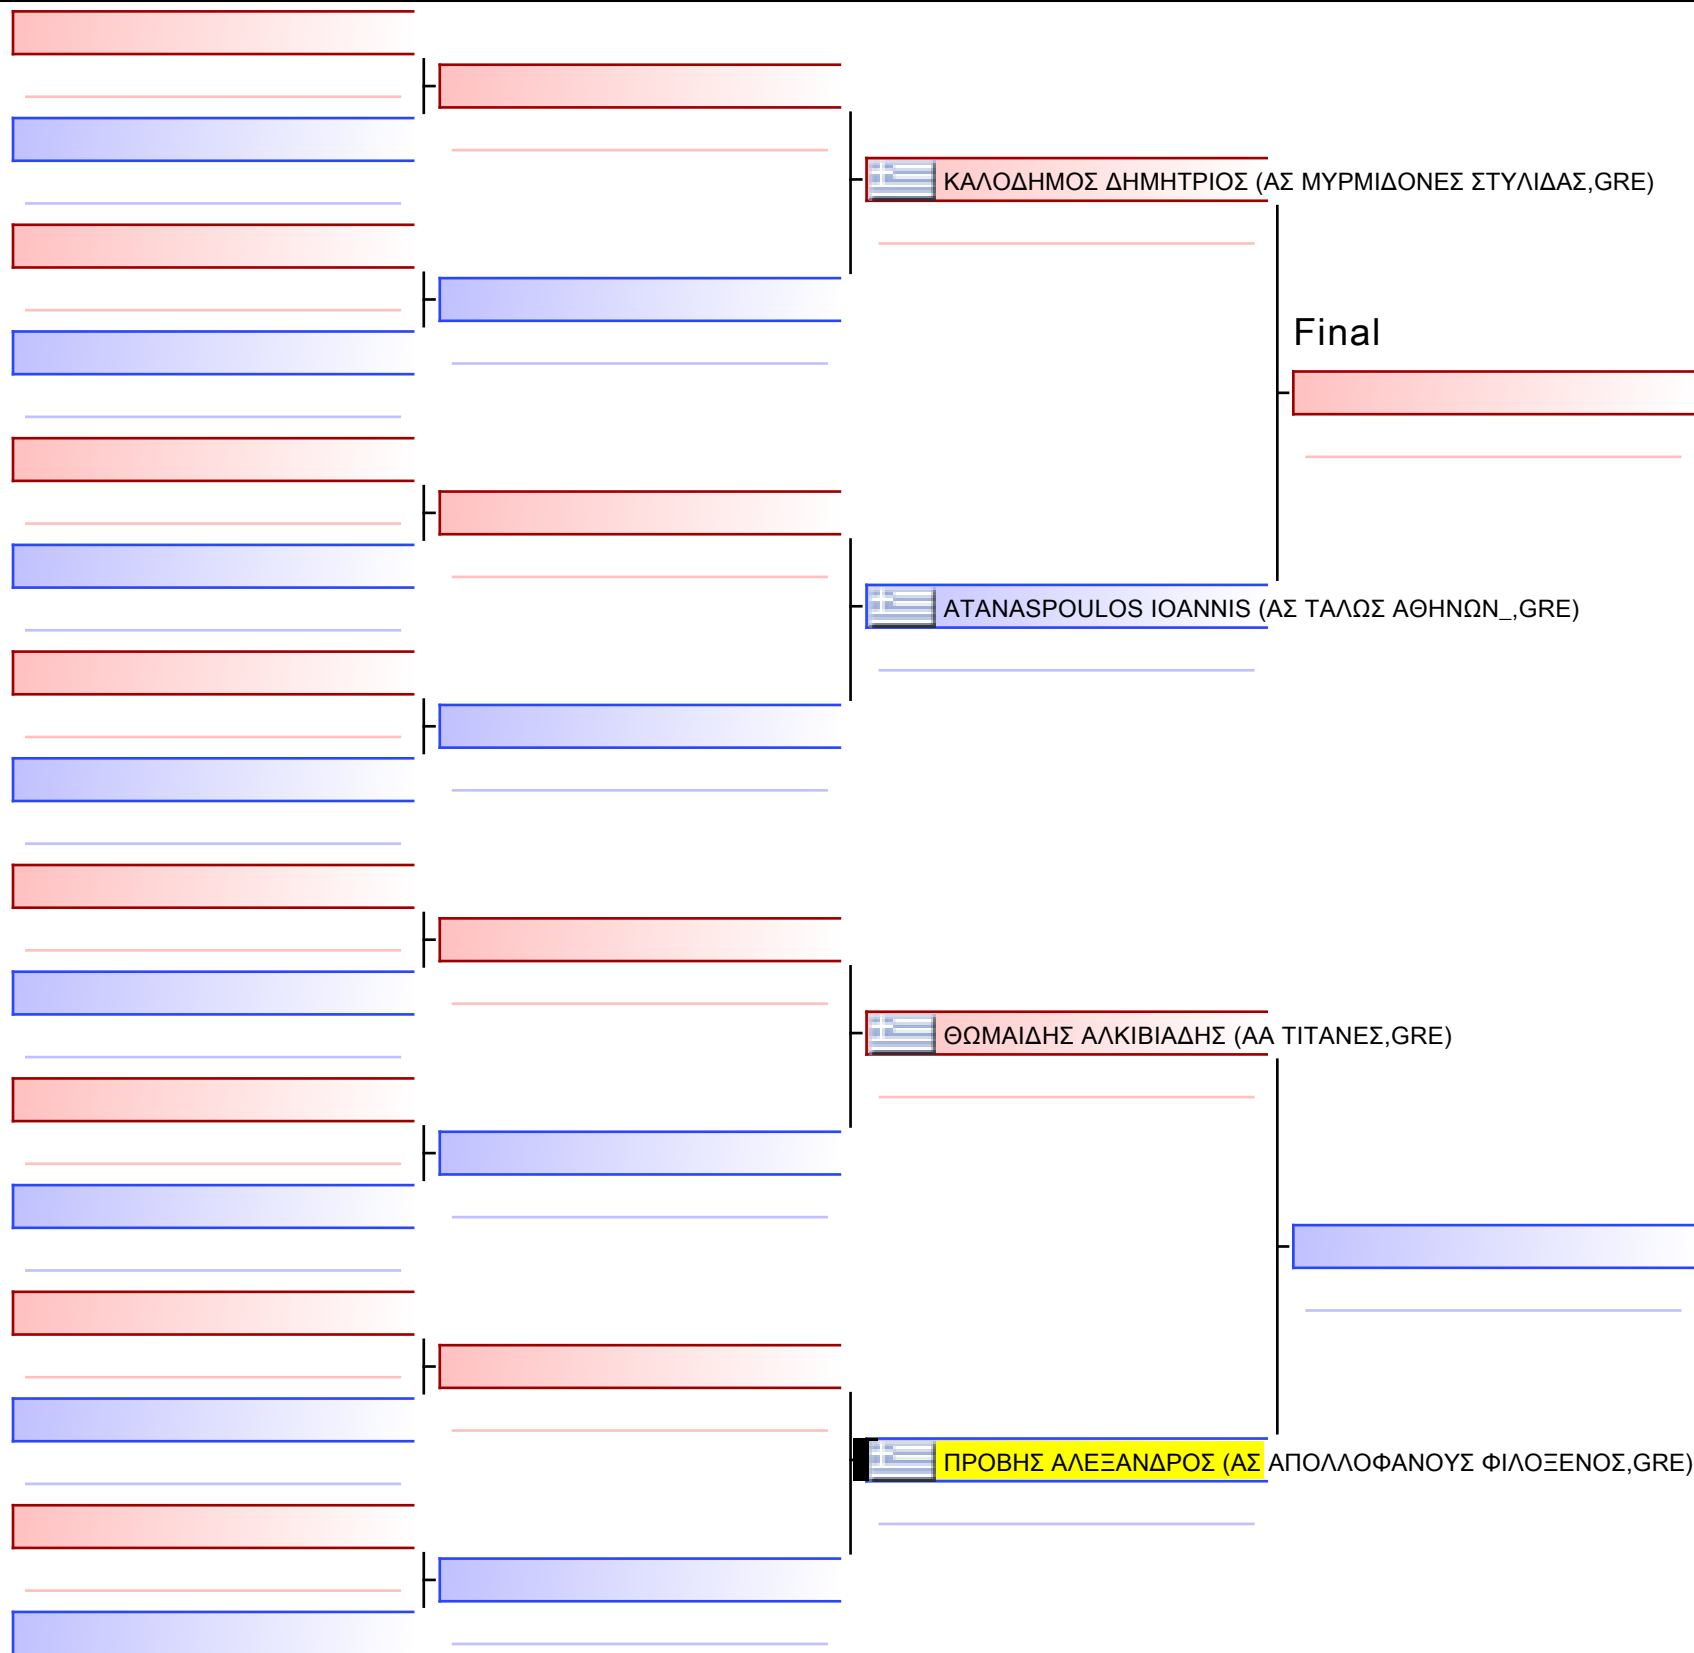 ΚΑΛΟΔΗΜΟΣ ΔΗΜΗΤΡΙΟΣ (ΑΣ ΜΥΡΜΙΔΟΝΕΣ ΣΤΥΛΙΔΑΣ,GRE)
Final
ATANASPOULOS IOANNIS (ΑΣ ΤΑΛΩΣ ΑΘΗΝΩΝ_,GRE)
ΘΩΜΑΙΔΗΣ ΑΛΚΙΒΙΑΔΗΣ (ΑΑ ΤΙΤΑΝΕΣ,GRE)
ΠΡΟΒΗΣ ΑΛΕΞΑΝΔΡΟΣ (ΑΣ ΑΠΟΛΛΟΦΑΝΟΥΣ ΦΙΛΟΞΕΝΟΣ,GRE)